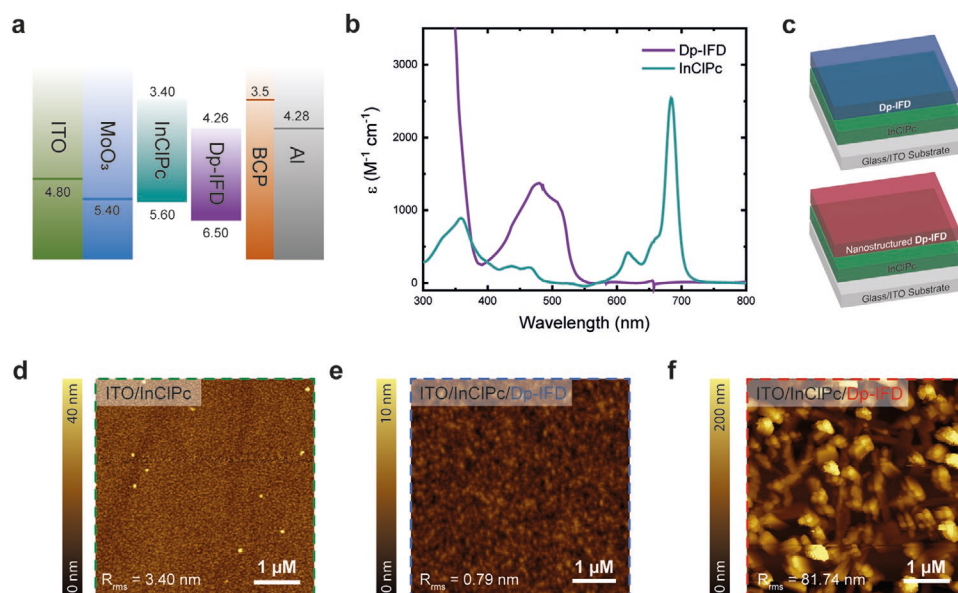 a
ITO
4.80
MoO₃
5.40
3.40
InClPc
5.60
4.26
Dp-IFD
6.50
3.5
BCP
4.28
Al
b
ε (M⁻¹ cm⁻¹)
3000
2000
1000
0
300 400 500 600 700 800
Wavelength (nm)
Dp-IFD
InClPc
c
Dp-IFD
InClPc
Glass/ITO Substrate
Nanostructured Dp-IFD
InClPc
Glass/ITO Substrate
d
40 nm
0 nm
ITO/InClPc
Rrms = 3.40 nm
1 µM
e
10 nm
0 nm
ITO/InClPc/Dp-IFD
Rrms = 0.79 nm
1 µM
f
200 nm
0 nm
ITO/InClPc/Dp-IFD
Rrms = 81.74 nm
1 µM